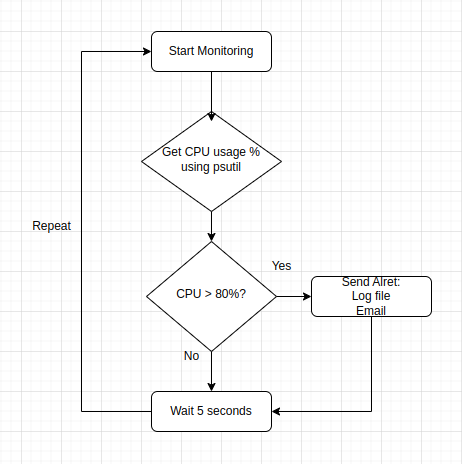 Start Monitoring
Get CPU usage %
using psutil
Repeat
Yes
CPU > 80%?
Send Alret:
Log file
Email
No
Wait 5 seconds